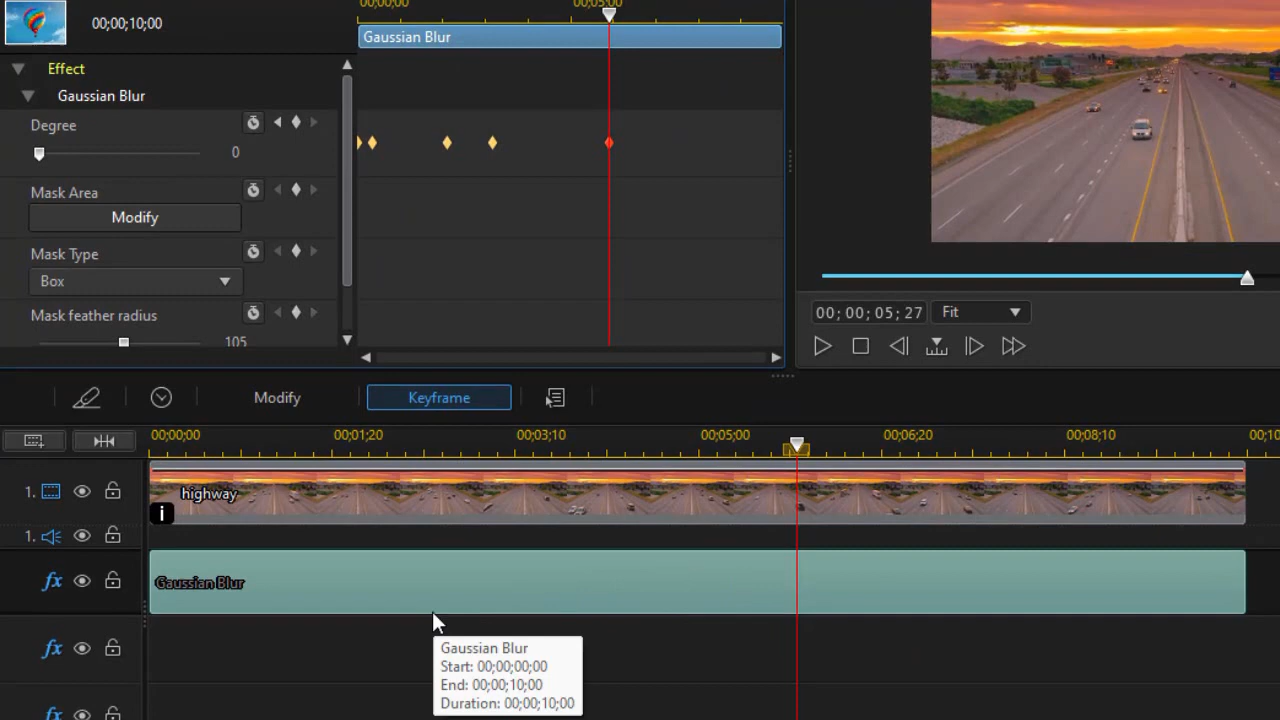 00;00;00
00;05;00
00;00;10;00
Gaussian Blur
Effect
Gaussian Blur
Degree
0
Mask Area
Modify
Mask Type
Box
Mask feather radius
105
00; 00; 05; 27
Fit
Modify
Keyframe
00;00;00
00;01;20
00;03;10
00;05;00
00;06;20
00;08;10
00;10
1.
highway
i
1.
fx
Gaussian Blur
fx
Gaussian Blur
Start: 00;00;00;00
End: 00;00;10;00
Duration: 00;00;10;00
fx